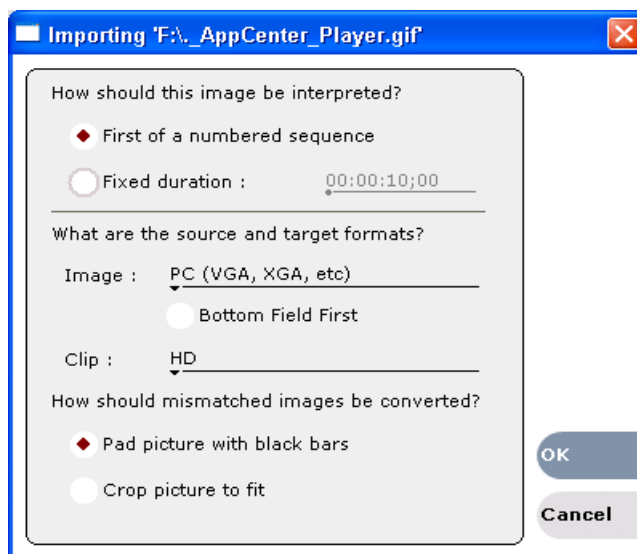 Importing 'F:\._AppCenter_Player.gif'
How should this image be interpreted?
First of a numbered sequence
Fixed duration : 00:00:10;00
What are the source and target formats?
Image : PC (VGA, XGA, etc)
Bottom Field First
Clip : HD
How should mismatched images be converted?
Pad picture with black bars
Crop picture to fit
OK
Cancel